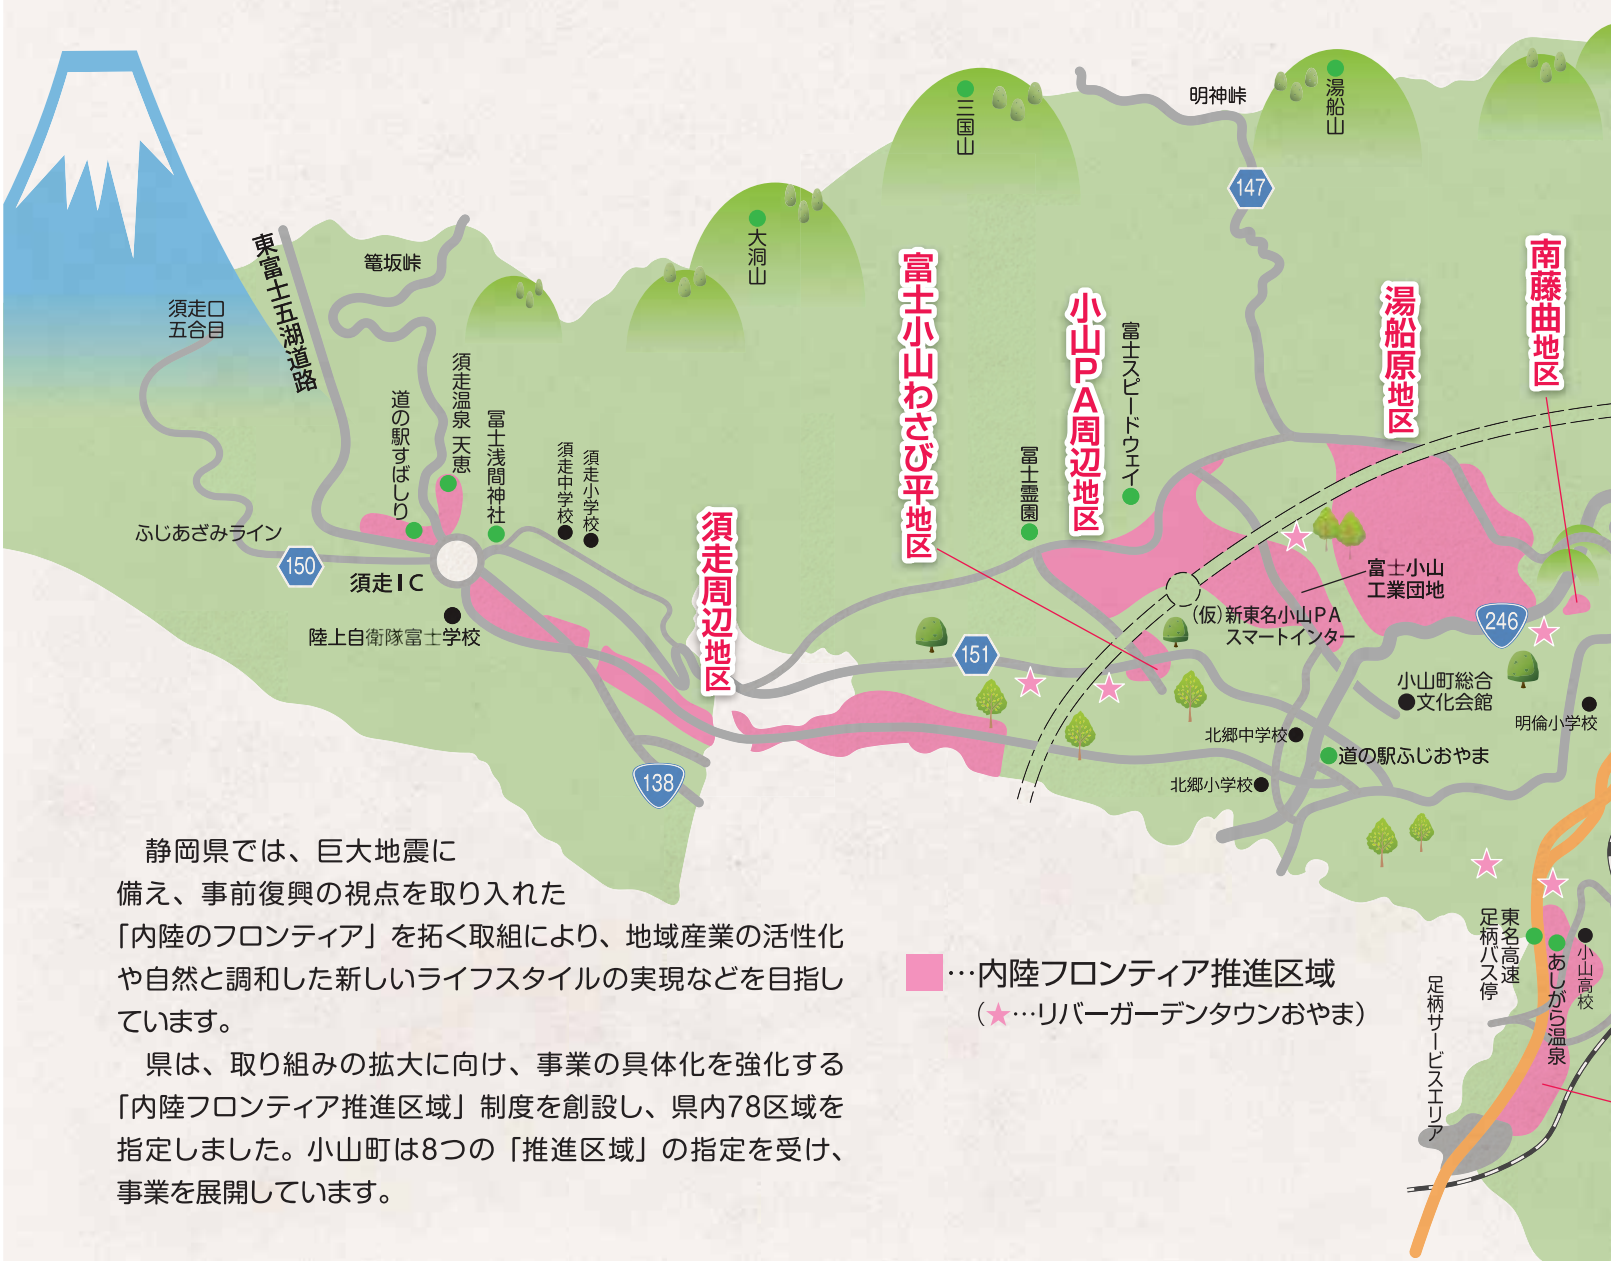 明神峠
湯船山
三国山
147
大洞山
東富士五湖道路
籠坂峠
須走口
五合目
富士小山わさび平地区
小山PA周辺地区
富士スピードウェイ
湯船原地区
南藤曲地区
須走温泉 天恵
道の駅すばしり
冨士浅間神社
須走中学校
須走小学校
富士霊園
ふじあざみライン
150
須走IC
須走周辺地区
陸上自衛隊富士学校
富士小山
工業団地
(仮)新東名小山PA
スマートインター
246
151
小山町総合
文化会館
明倫小学校
北郷中学校
道の駅ふじおやま
北郷小学校
138
静岡県では、巨大地震に
備え、事前復興の視点を取り入れた
「内陸のフロンティア」を拓く取組により、地域産業の活性化
や自然と調和した新しいライフスタイルの実現などを目指し
ています。
県は、取り組みの拡大に向け、事業の具体化を強化する
「内陸フロンティア推進区域」制度を創設し、県内78区域を
指定しました。小山町は8つの「推進区域」の指定を受け、
事業を展開しています。
…内陸フロンティア推進区域
(★…リバーガーデンタウンおやま)
東名高速
足柄バス停
あしがら温泉
小山高校
足柄サービスエリア